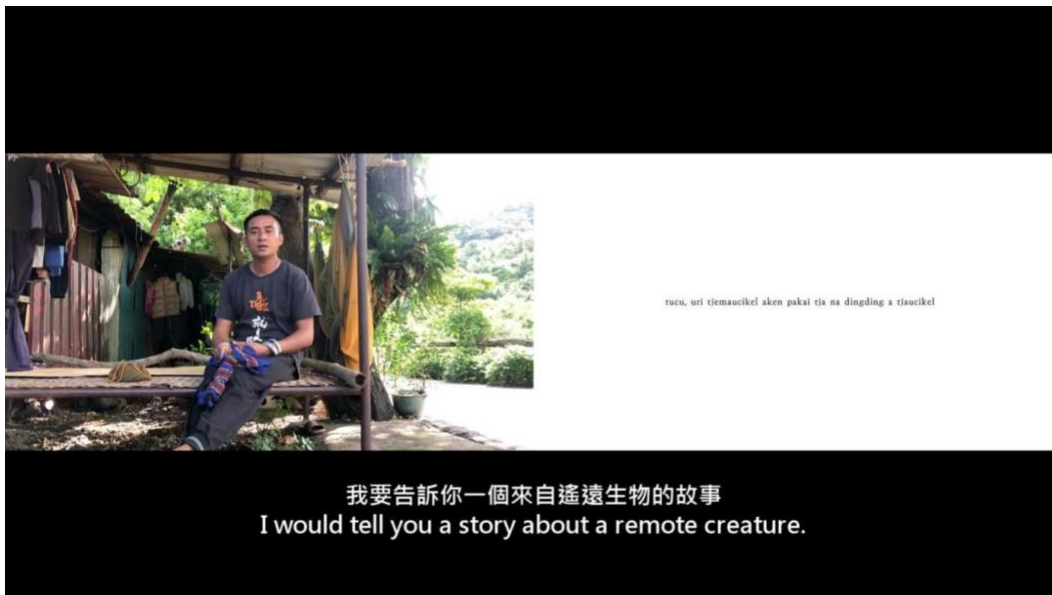 tucu, uri tjemaucikel aken pakai tja na dingding a tjaucikel
我要告訴你一個來自遙遠生物的故事
I would tell you a story about a remote creature.